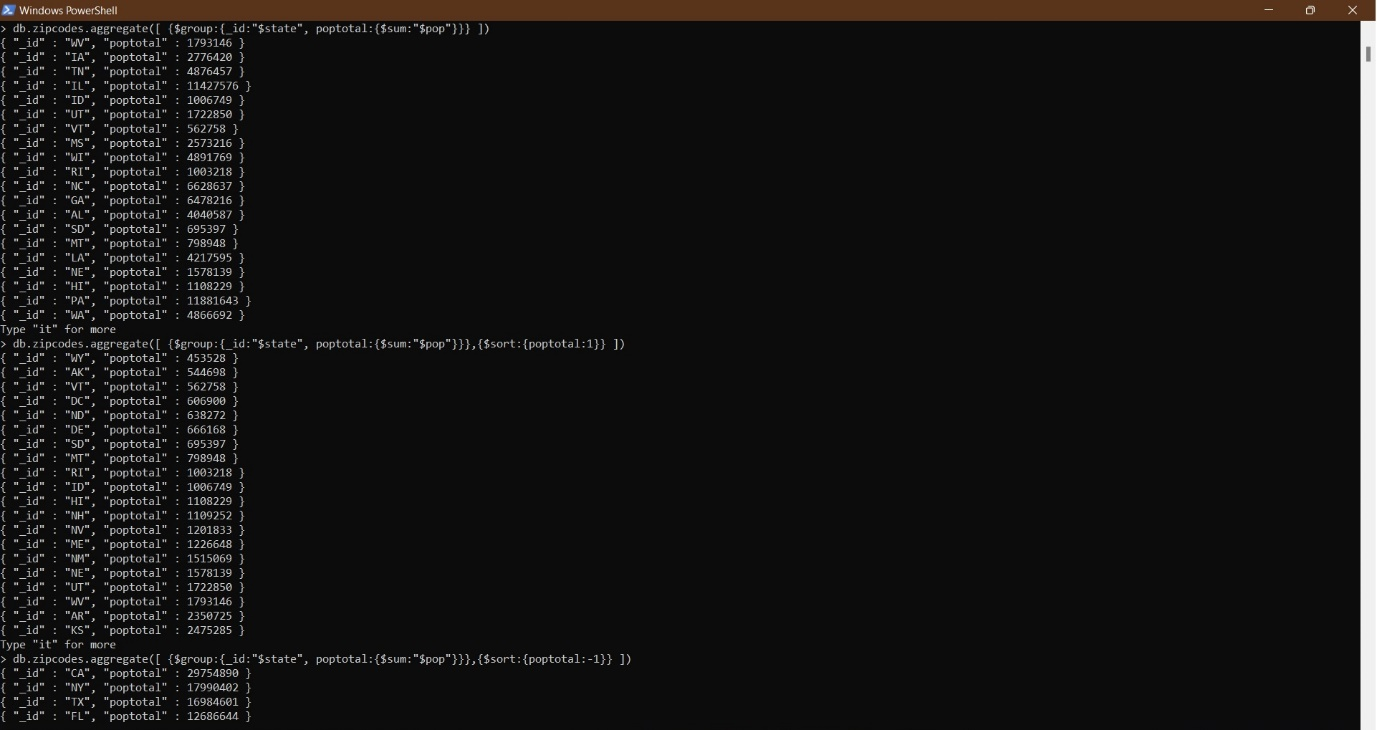 Windows PowerShell
> db.zipcodes.aggregate([ {$group:{_id:"$state", poptotal:{$sum:"$pop"}}} ])
{ "_id" : "WV", "poptotal" : 1793146 }
{ "_id" : "IA", "poptotal" : 2776420 }
{ "_id" : "TN", "poptotal" : 4876457 }
{ "_id" : "IL", "poptotal" : 11427576 }
{ "_id" : "ID", "poptotal" : 1006749 }
{ "_id" : "UT", "poptotal" : 1722850 }
{ "_id" : "VT", "poptotal" : 562758 }
{ "_id" : "MS", "poptotal" : 2573216 }
{ "_id" : "WI", "poptotal" : 4891769 }
{ "_id" : "RI", "poptotal" : 1003218 }
{ "_id" : "NC", "poptotal" : 6628637 }
{ "_id" : "GA", "poptotal" : 6478216 }
{ "_id" : "AL", "poptotal" : 4040587 }
{ "_id" : "SD", "poptotal" : 695397 }
{ "_id" : "MT", "poptotal" : 798948 }
{ "_id" : "LA", "poptotal" : 4217595 }
{ "_id" : "NE", "poptotal" : 1578139 }
{ "_id" : "HI", "poptotal" : 1108229 }
{ "_id" : "PA", "poptotal" : 11881643 }
{ "_id" : "WA", "poptotal" : 4866692 }
Type "it" for more
> db.zipcodes.aggregate([ {$group:{_id:"$state", poptotal:{$sum:"$pop"}}},{$sort:{poptotal:1}} ])
{ "_id" : "WY", "poptotal" : 453528 }
{ "_id" : "AK", "poptotal" : 544698 }
{ "_id" : "VT", "poptotal" : 562758 }
{ "_id" : "DC", "poptotal" : 606900 }
{ "_id" : "ND", "poptotal" : 638272 }
{ "_id" : "DE", "poptotal" : 666168 }
{ "_id" : "SD", "poptotal" : 695397 }
{ "_id" : "MT", "poptotal" : 798948 }
{ "_id" : "RI", "poptotal" : 1003218 }
{ "_id" : "ID", "poptotal" : 1006749 }
{ "_id" : "HI", "poptotal" : 1108229 }
{ "_id" : "NH", "poptotal" : 1109252 }
{ "_id" : "NV", "poptotal" : 1201833 }
{ "_id" : "ME", "poptotal" : 1226648 }
{ "_id" : "NM", "poptotal" : 1515069 }
{ "_id" : "NE", "poptotal" : 1578139 }
{ "_id" : "UT", "poptotal" : 1722850 }
{ "_id" : "WV", "poptotal" : 1793146 }
{ "_id" : "AR", "poptotal" : 2350725 }
{ "_id" : "KS", "poptotal" : 2475285 }
Type "it" for more
> db.zipcodes.aggregate([ {$group:{_id:"$state", poptotal:{$sum:"$pop"}}},{$sort:{poptotal:-1}} ])
{ "_id" : "CA", "poptotal" : 29754890 }
{ "_id" : "NY", "poptotal" : 17990402 }
{ "_id" : "TX", "poptotal" : 16984601 }
{ "_id" : "FL", "poptotal" : 12686644 }